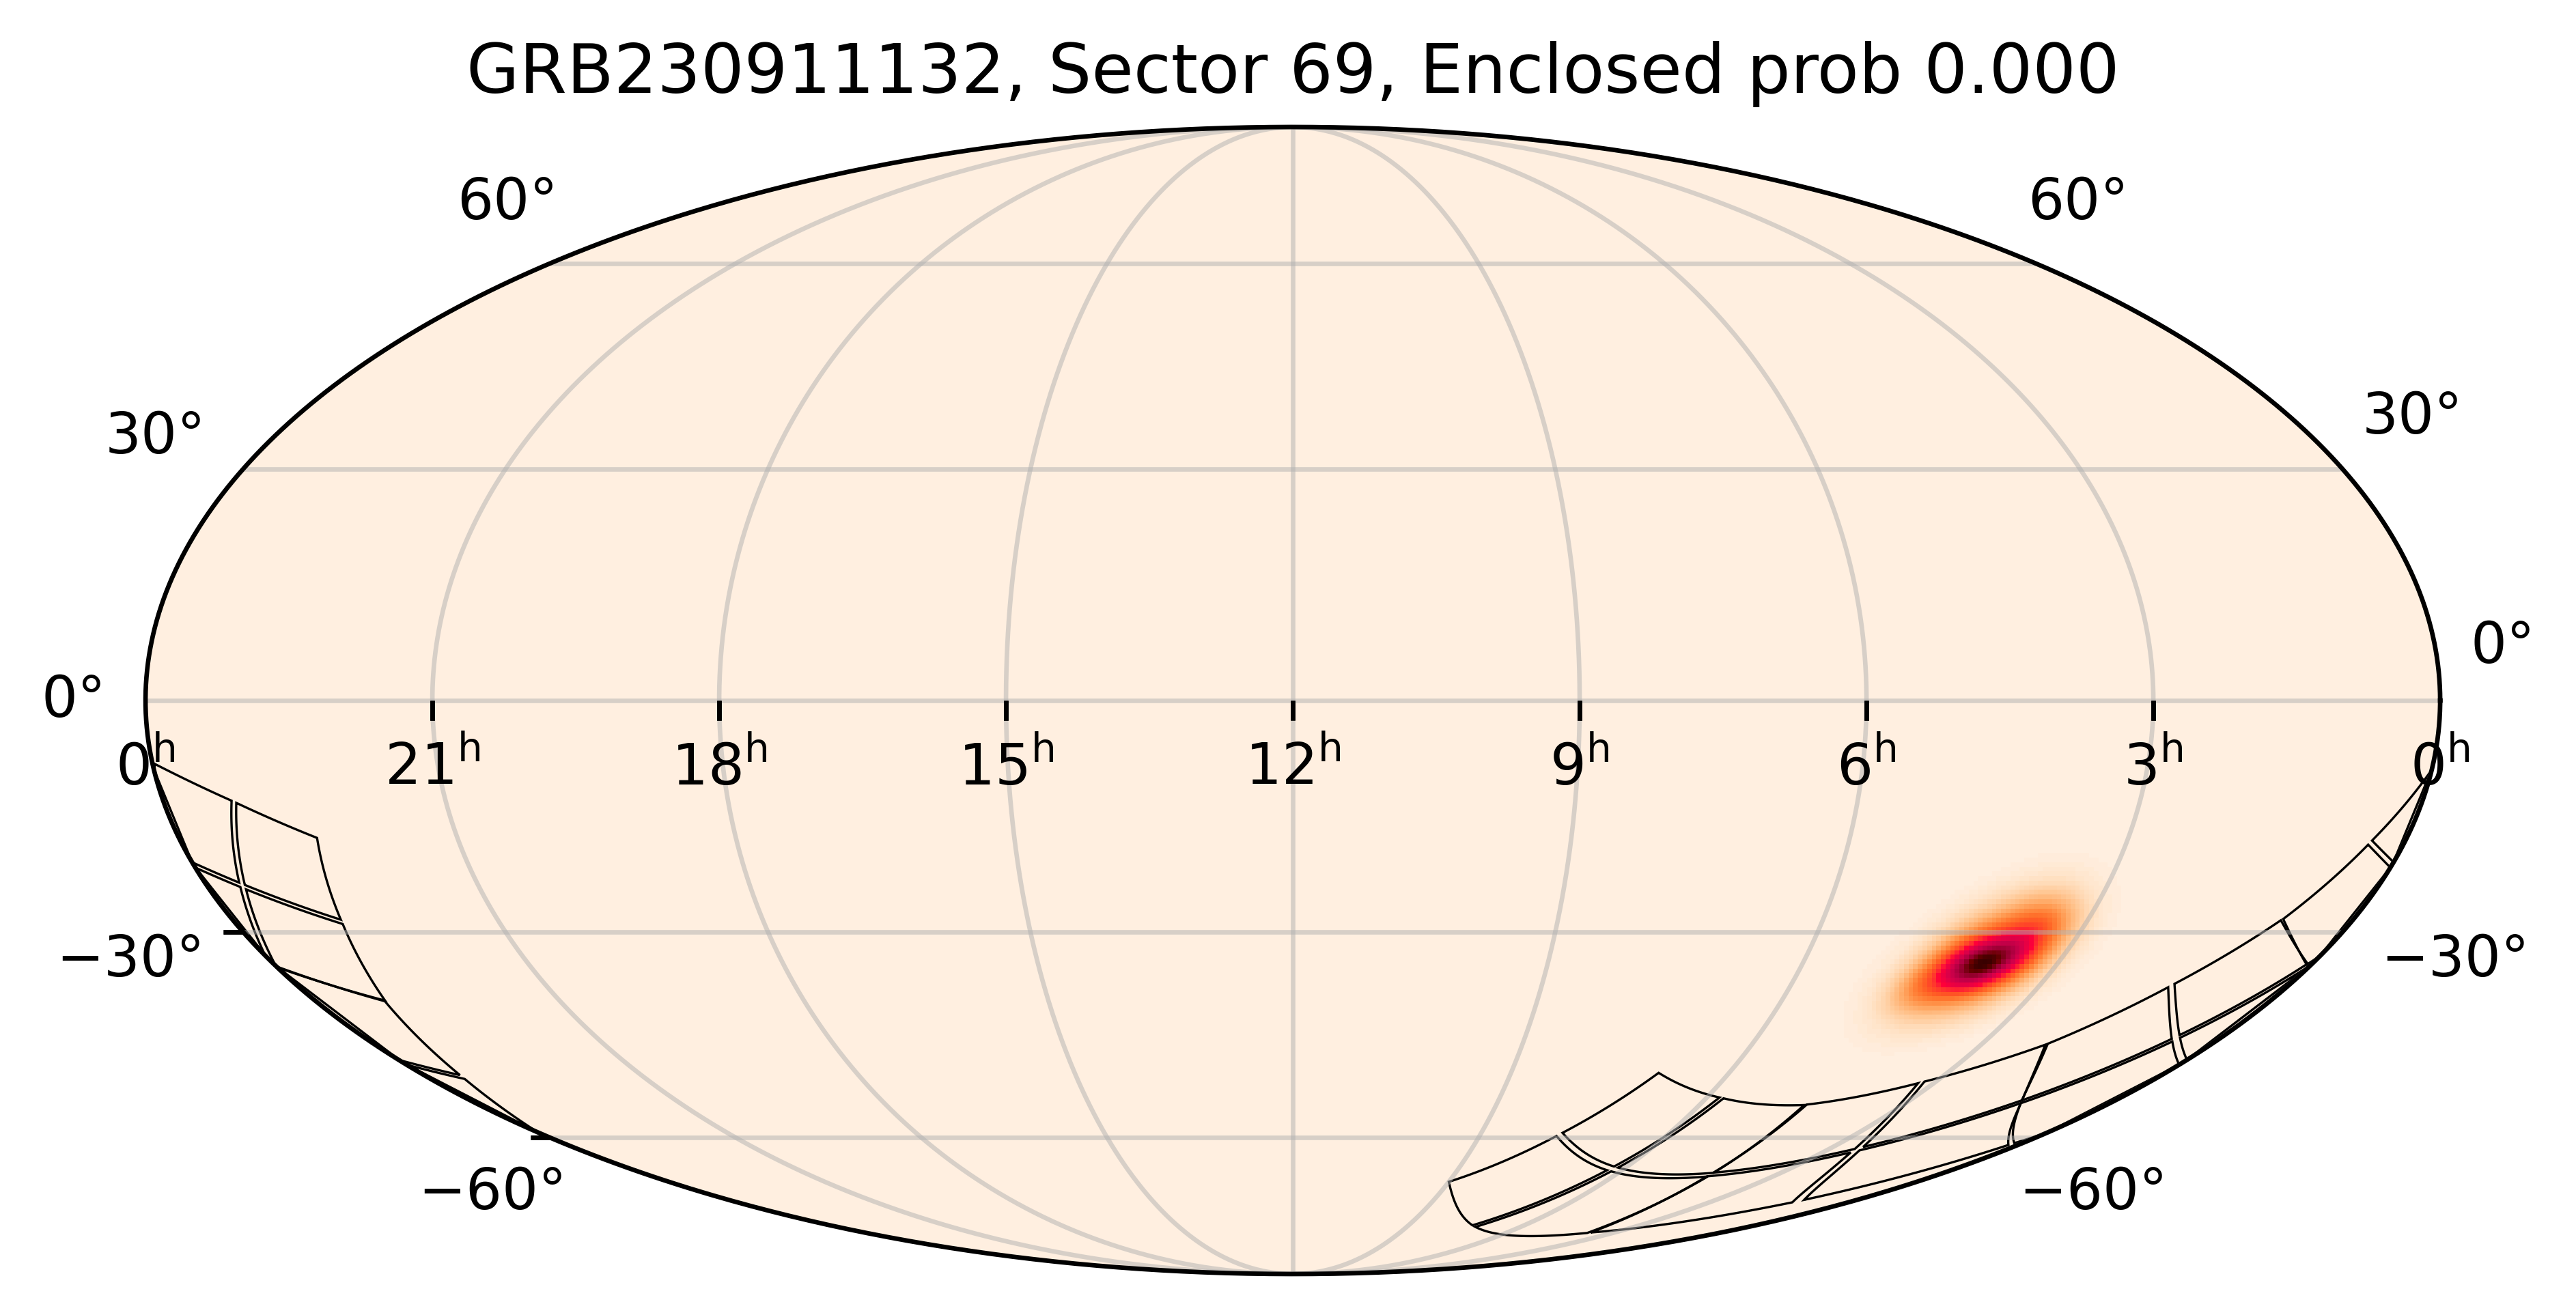 GRB230911132, Sector 69, Enclosed prob 0.000
60° 60°
30° 30°
0° 0°
0h 21h 18h 15h 12h 9h 6h 3h 0h
−30° −30°
−60° −60°